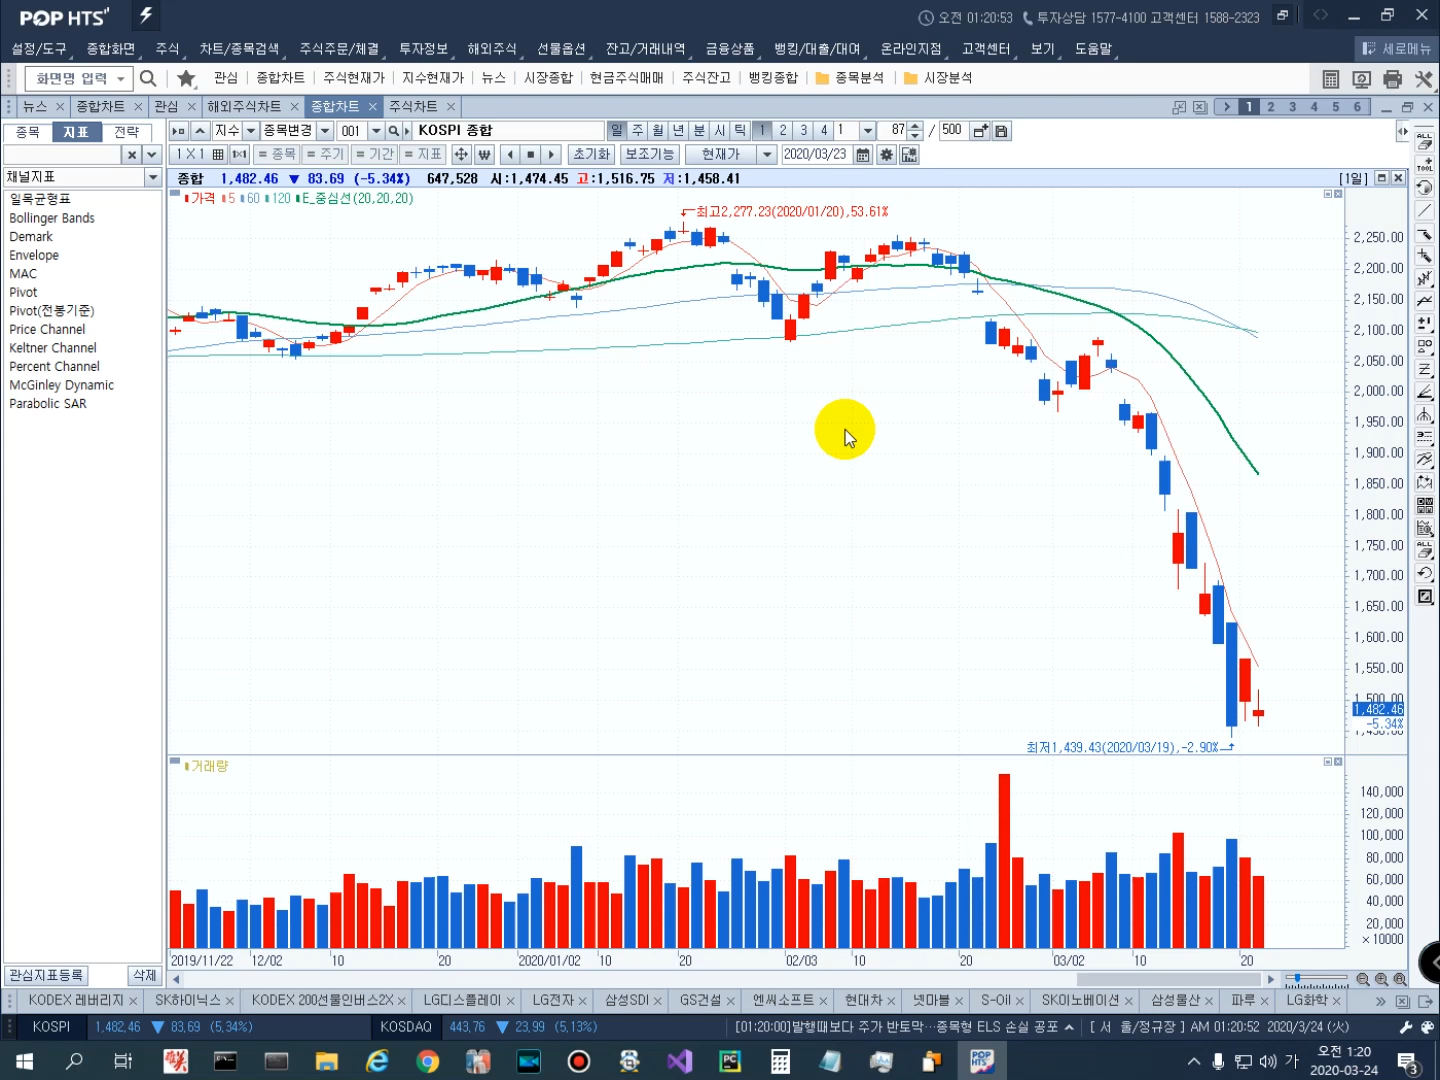 POP HTS
오전 01:20:53 투자상담 1577-4100 고객센터 1588-2323
설정/도구 종합화면 주식 차트/종목검색 주식주문/체결 투자정보 해외주식 선물옵션 잔고/거래내역 금융상품 뱅킹/대출/대여 온라인지점 고객센터 보기 도움말 세로메뉴
화면명 입력 관심 종합차트 주식현재가 지수현재가 뉴스 시장종합 현금주식매매 주식잔고 뱅킹종합 종목분석 시장분석
뉴스 종합차트 관심 해외주식차트 종합차트 주식차트 1 2 3 4 5 6
종목 지표 전략 지수 종목변경 001 KOSPI 종합 일 주 월 년 분 시 틱 1 2 3 4 1 87 / 500
1X1 종목 주기 기간 지표 초기화 보조기능 현재가 2020/03/23
채널지표
종합 1,482.46 ▼ 83.69 (-5.34%) 647,528 시:1,474.45 고:1,516.75 저:1,458.41 [1일]
가격 5 60 120 E_중심선(20,20,20)
일목균형표
Bollinger Bands
Demark
Envelope
MAC
Pivot
Pivot(전봉기준)
Price Channel
Keltner Channel
Percent Channel
McGinley Dynamic
Parabolic SAR
최고2,277.23(2020/01/20),53.61%
2,250.00
2,200.00
2,150.00
2,100.00
2,050.00
2,000.00
1,950.00
1,900.00
1,850.00
1,800.00
1,750.00
1,700.00
1,650.00
1,600.00
1,550.00
1,500.00
1,482.46
-5.34%
최저1,439.43(2020/03/19),-2.90%
거래량
140,000
120,000
100,000
80,000
60,000
40,000
20,000
×10000
2019/11/22 12/02 10 20 2020/01/02 10 20 02/03 10 20 03/02 10 20
관심지표등록 삭제
KODEX 레버리지 SK하이닉스 KODEX 200선물인버스2X LG디스플레이 LG전자 삼성SDI GS건설 엔씨소프트 현대차 넷마블 S-Oil SK이노베이션 삼성물산 파루 LG화학
KOSPI 1,482.46 ▼ 83.69 (5.34%) KOSDAQ 443.76 ▼ 23.99 (5.13%) [01:20:00]발행때보다 주가 반토막…종목형 ELS 손실 공포 [ 서 울/정규장 ] AM 01:20:52 2020/3/24 (火)
오전 1:20
가
2020-03-24
3